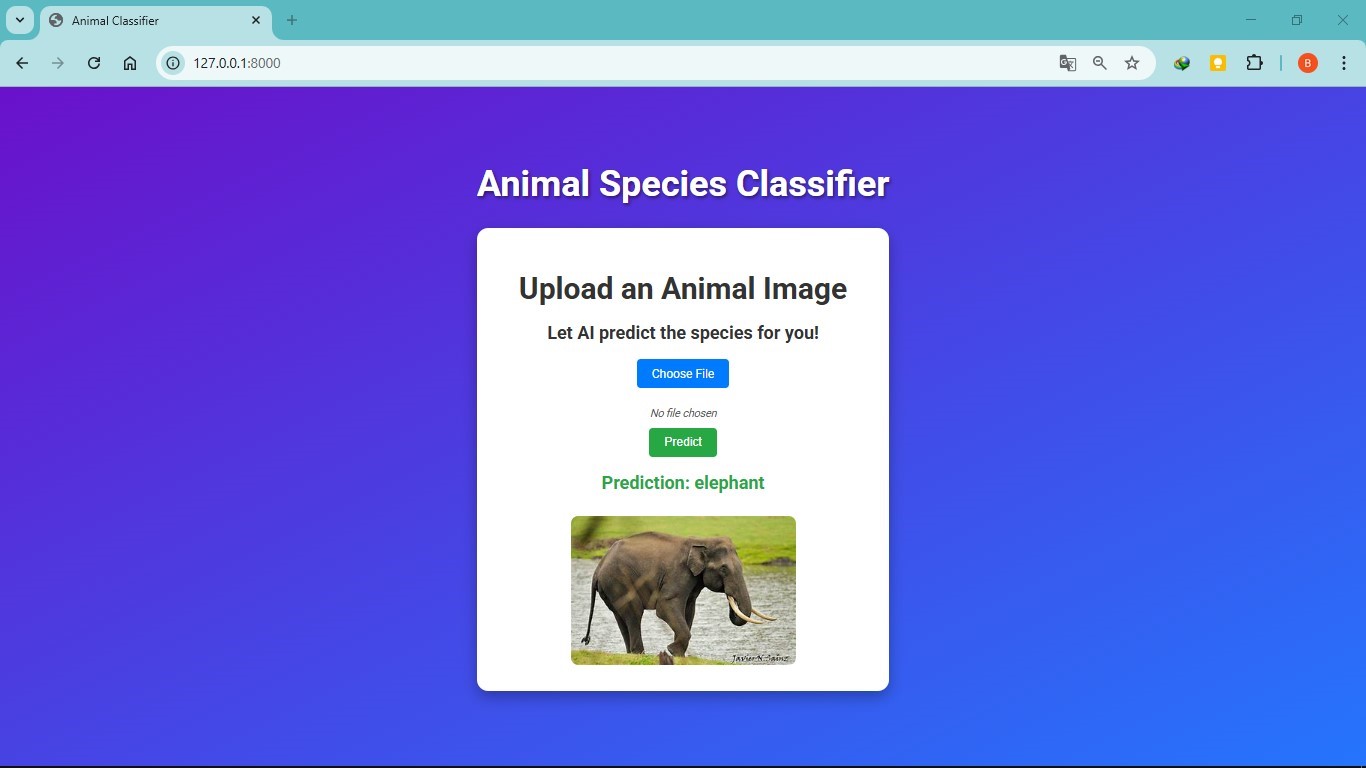 Animal Classifier
127.0.0.1:8000
B
Animal Species Classifier
Upload an Animal Image
Let AI predict the species for you!
Choose File
No file chosen
Predict
Prediction: elephant
Javier N Sainz